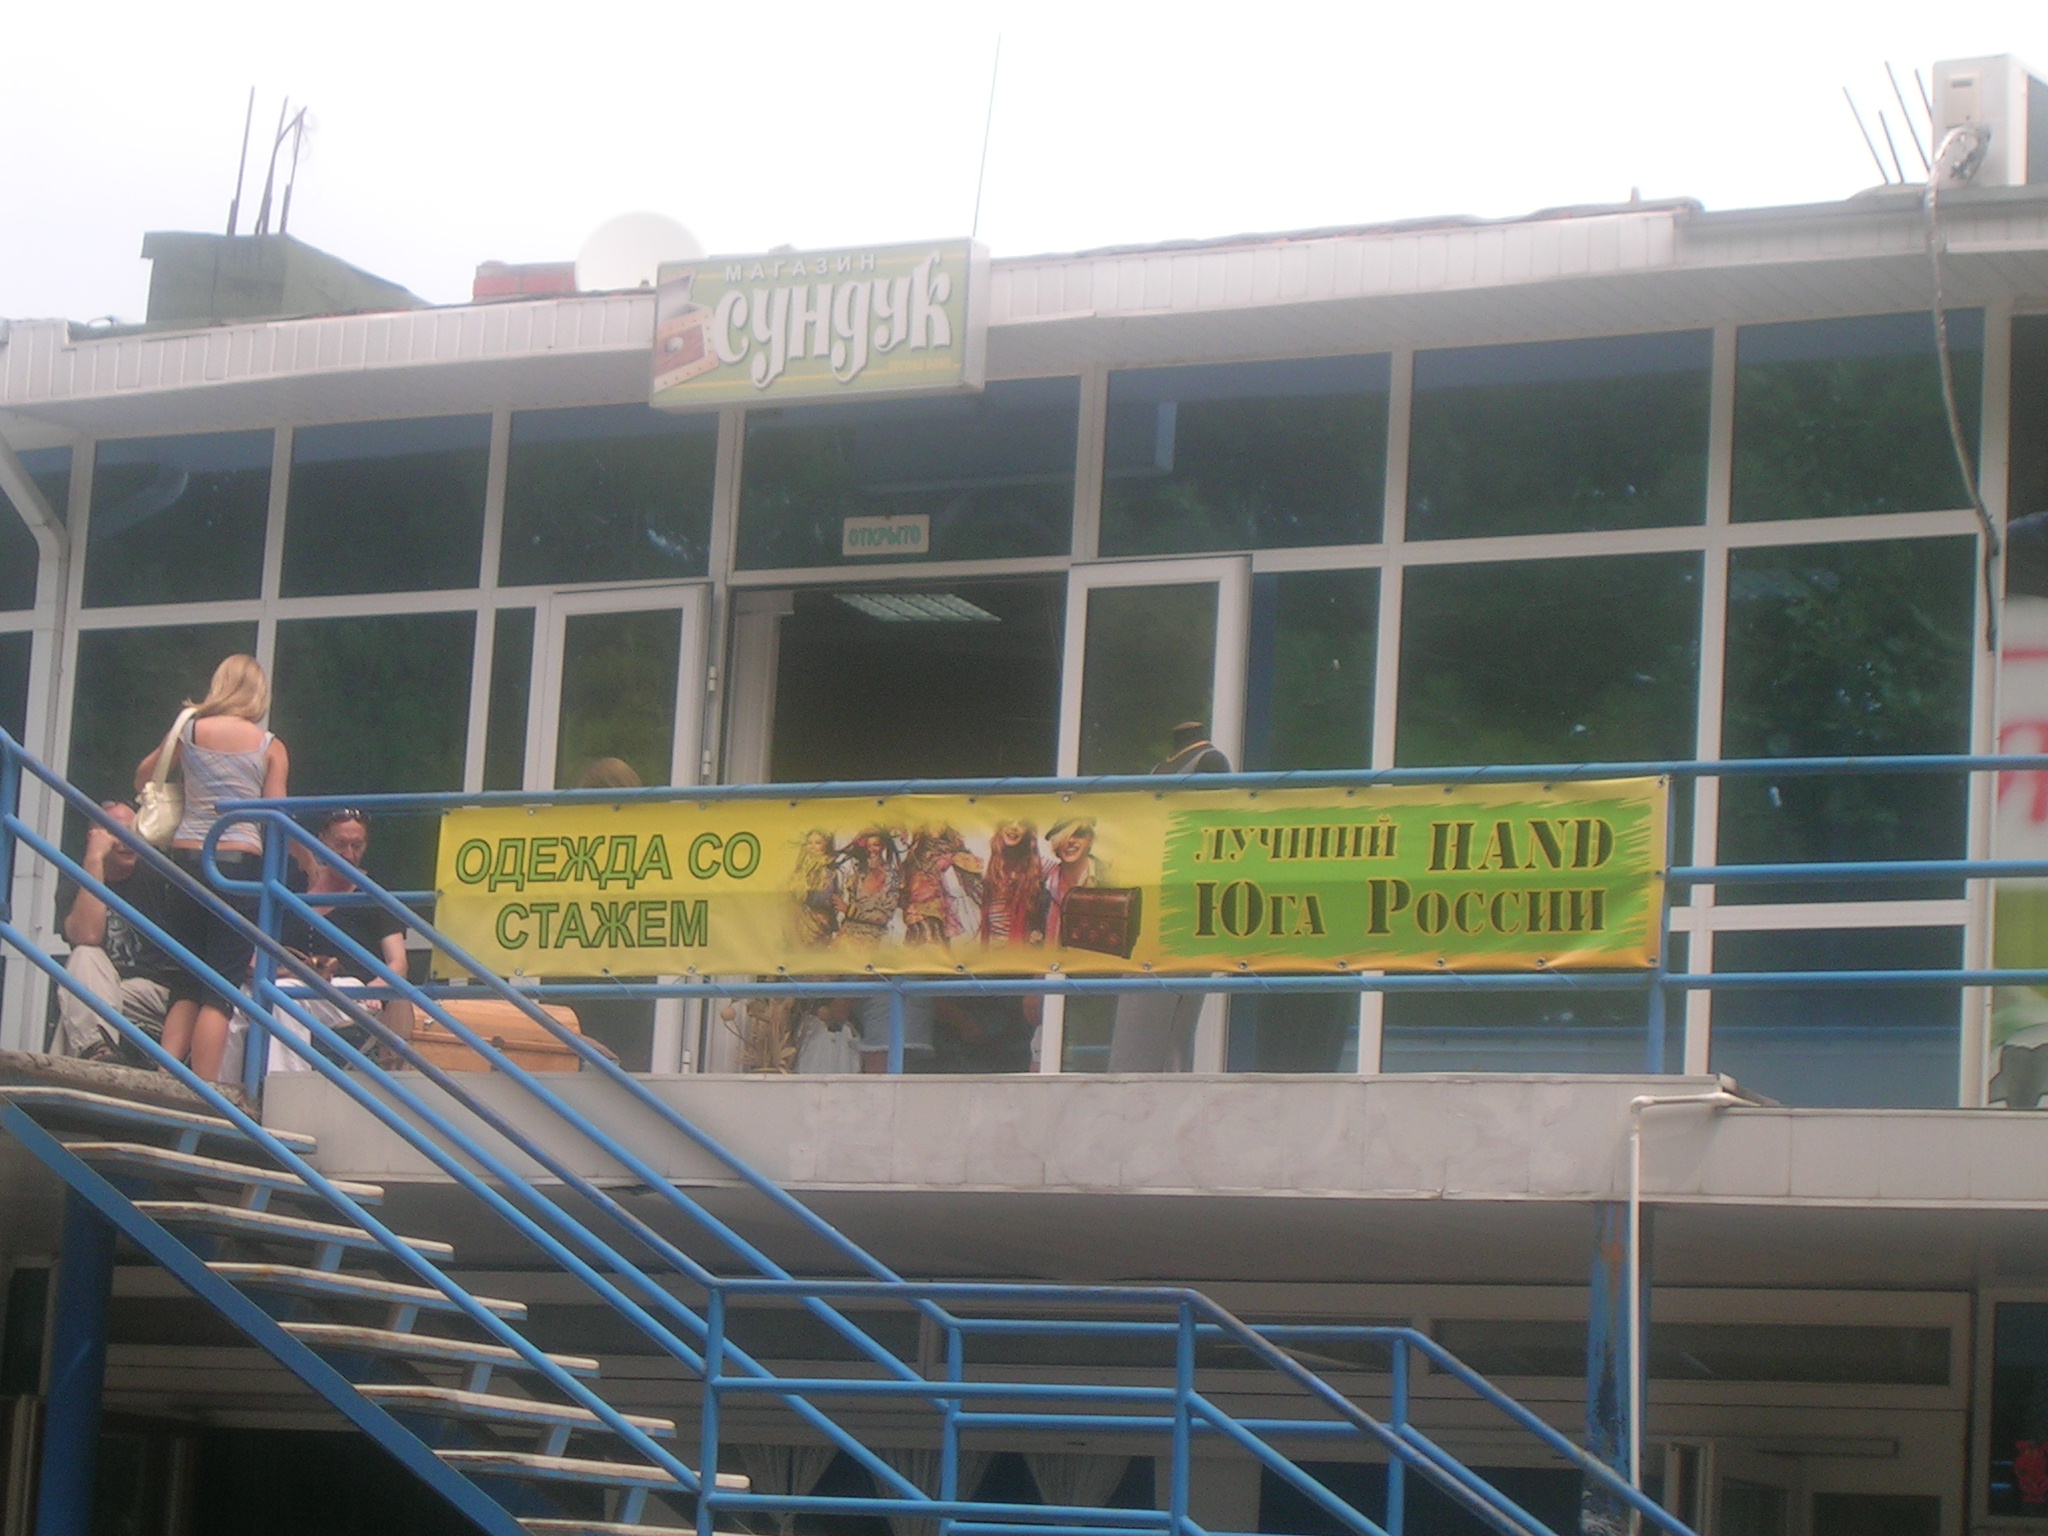 МАГАЗИН
Сундук
ОТКРЫТО
ОДЕЖДА СО
СТАЖЕМ
ЛУЧШИЙ HAND
ЮГА РОССИИ